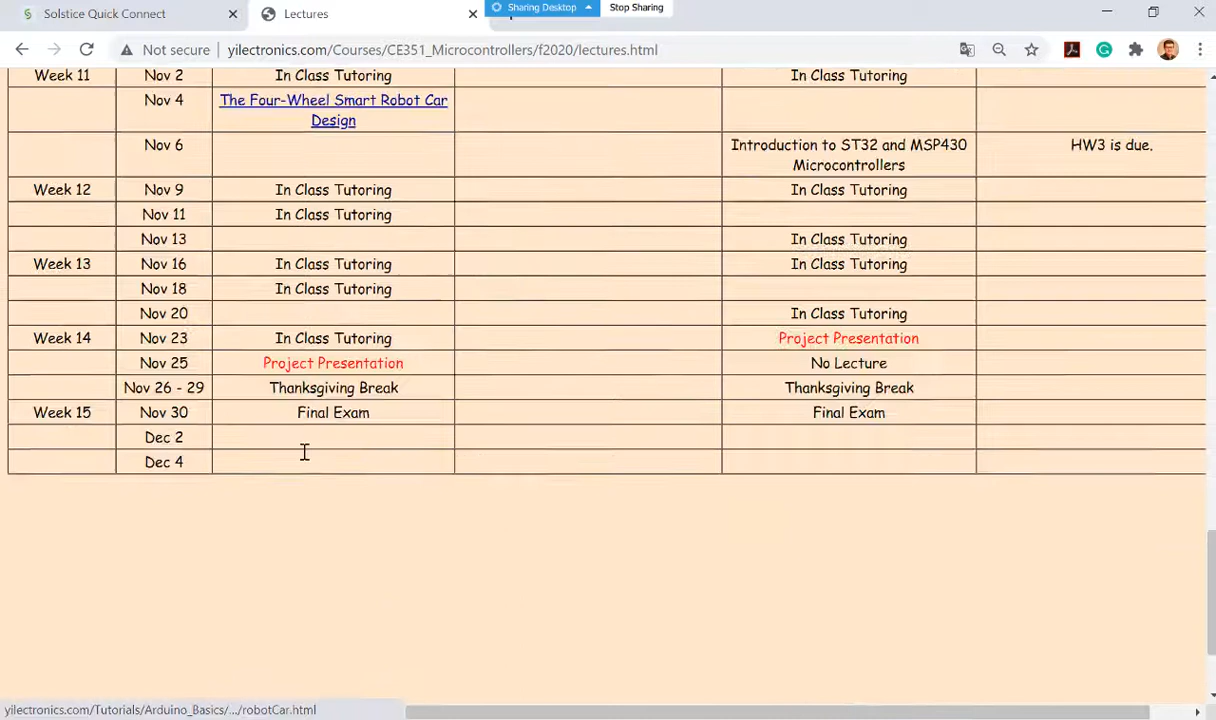 Solstice Quick Connect
Lectures
Sharing Desktop
Stop Sharing
Not secure
yilectronics.com/Courses/CE351_Microcontrollers/f2020/lectures.html
Week 11 Nov 2 In Class Tutoring In Class Tutoring
Nov 4 The Four-Wheel Smart Robot Car
Design
Nov 6 Introduction to ST32 and MSP430 HW3 is due.
Microcontrollers
Week 12 Nov 9 In Class Tutoring In Class Tutoring
Nov 11 In Class Tutoring
Nov 13 In Class Tutoring
Week 13 Nov 16 In Class Tutoring In Class Tutoring
Nov 18 In Class Tutoring
Nov 20 In Class Tutoring
Week 14 Nov 23 In Class Tutoring Project Presentation
Nov 25 Project Presentation No Lecture
Nov 26 - 29 Thanksgiving Break Thanksgiving Break
Week 15 Nov 30 Final Exam Final Exam
Dec 2
Dec 4
yilectronics.com/Tutorials/Arduino_Basics/.../robotCar.html